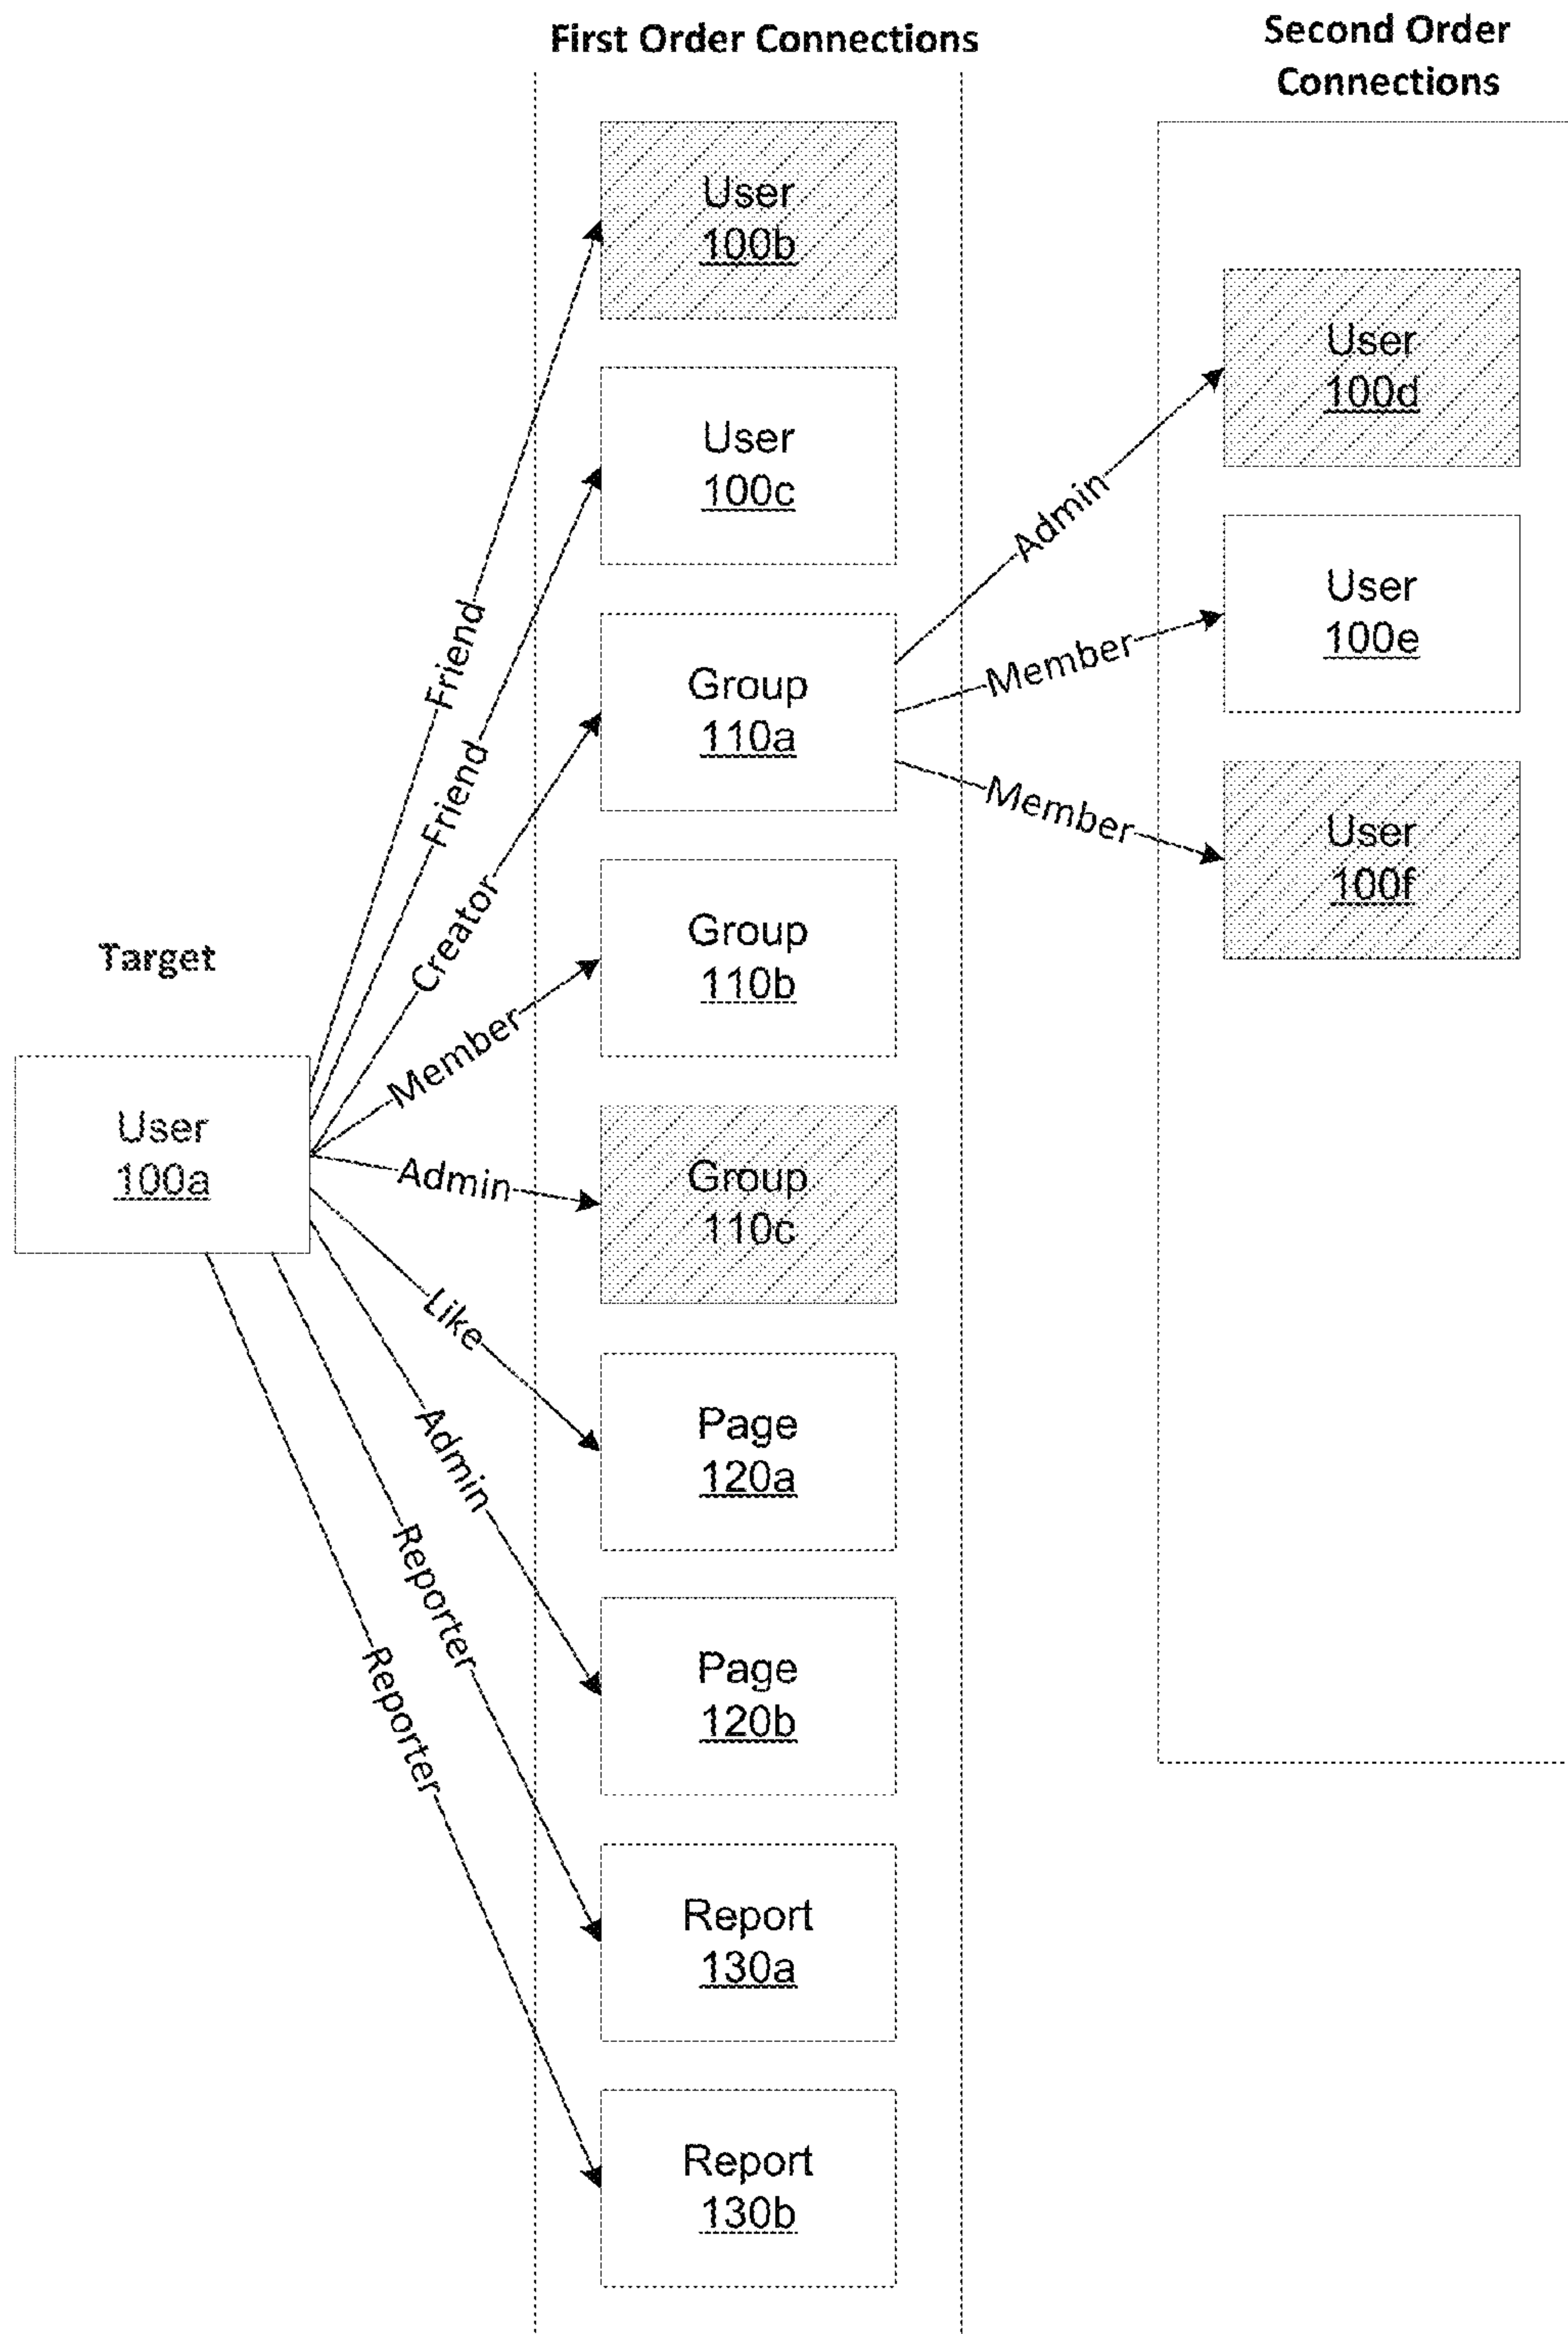 First Order Connections
Second Order
Connections
Target
User
100a
Friend
Friend
Creator
Member
Admin
Like
Admin
Reporter
Reporter
User
100b
User
100c
Group
110a
Group
110b
Group
110c
Page
120a
Page
120b
Report
130a
Report
130b
Admin
Member
Member
User
100d
User
100e
User
100f